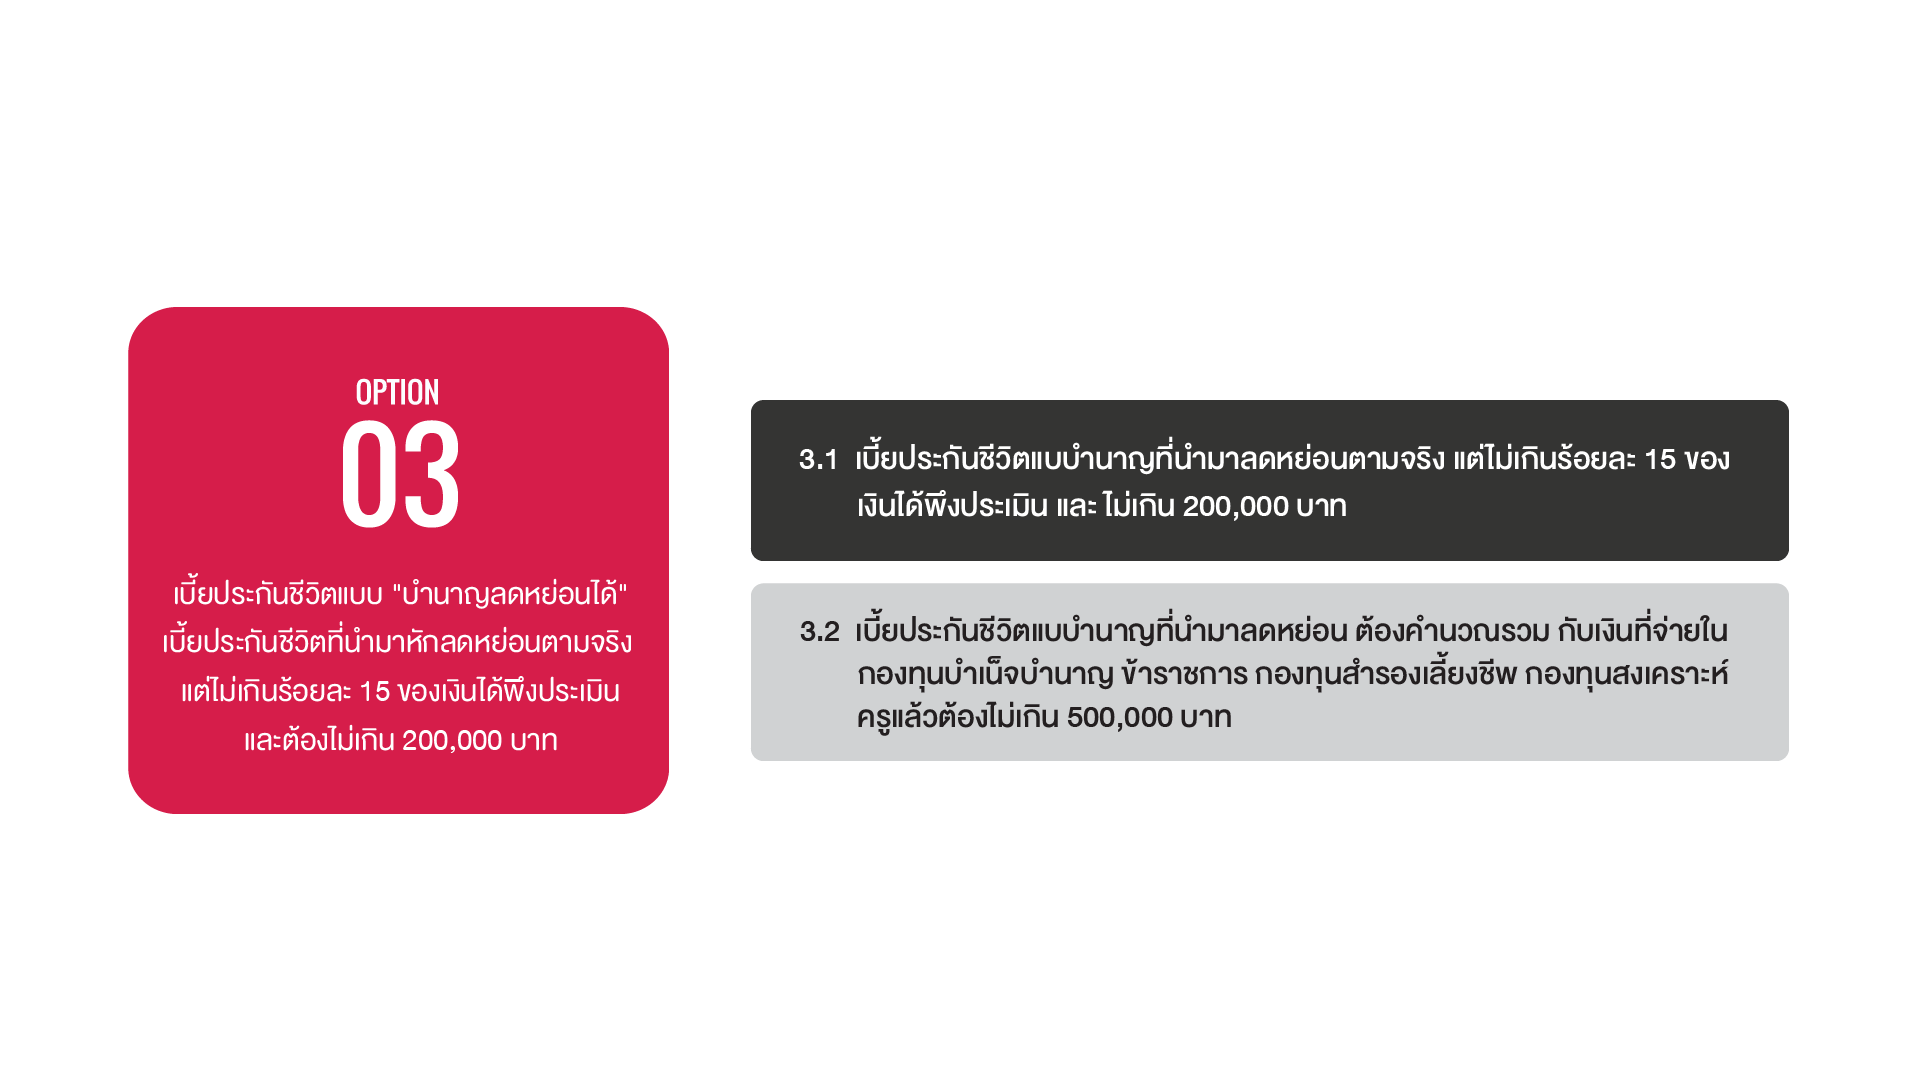 OPTION
03
เบี้ยประกันชีวิตแบบ "บำนาญลดหย่อนได้"
เบี้ยประกันชีวิตที่นำมาหักลดหย่อนตามจริง
แต่ไม่เกินร้อยละ 15 ของเงินได้พึงประเมิน
และต้องไม่เกิน 200,000 บาท
3.1 เบี้ยประกันชีวิตแบบบำนาญที่นำมาลดหย่อนตามจริง แต่ไม่เกินร้อยละ 15 ของ
เงินได้พึงประเมิน และ ไม่เกิน 200,000 บาท
3.2 เบี้ยประกันชีวิตแบบบำนาญที่นำมาลดหย่อน ต้องคำนวณรวม กับเงินที่จ่ายใน
กองทุนบำเน็จบำนาญ ข้าราชการ กองทุนสำรองเลี้ยงชีพ กองทุนสงเคราะห์
ครูแล้วต้องไม่เกิน 500,000 บาท